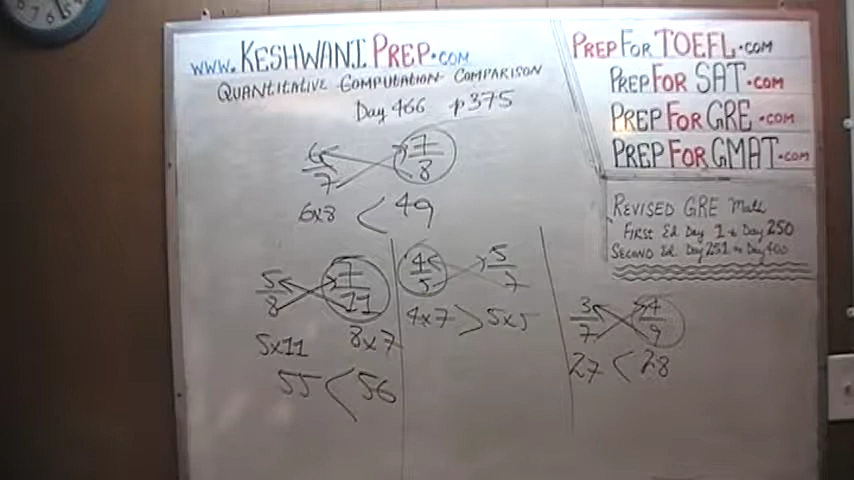 www.KESHWANIPREP.COM
QUANTITATIVE COMPUTATION COMPARISON
Day 466 p375
6/7 7/8
6x8 < 49
5/8 7/11
5x11 8x7
55 < 56
4/5 5/7
4x7 > 5x5
3/7 4/9
27 < 28
PREPFORTOEFL.COM
PREPFORSAT.COM
PREPFORGRE.COM
PREPFORGMAT.COM
REVISED GRE Math
FIRST Ed. Day 1 to Day 250
SECOND Ed. Day 251 to Day 400
7 6 5